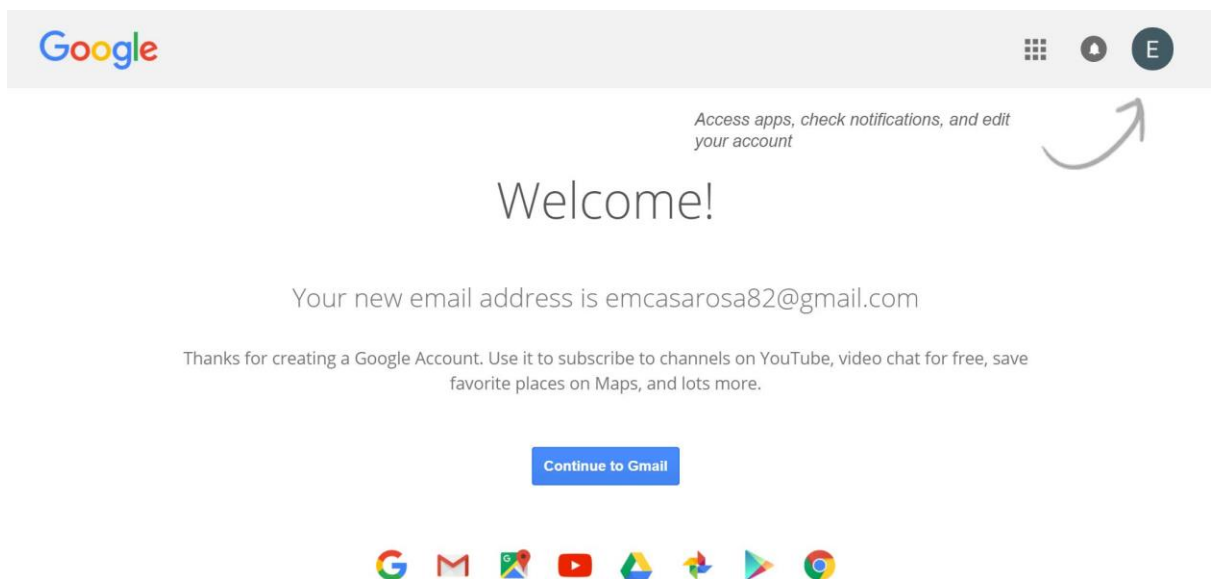 Google
E
Access apps, check notifications, and edit
your account
Welcome!
Your new email address is emcasarosa82@gmail.com
Thanks for creating a Google Account. Use it to subscribe to channels on YouTube, video chat for free, save
favorite places on Maps, and lots more.
Continue to Gmail